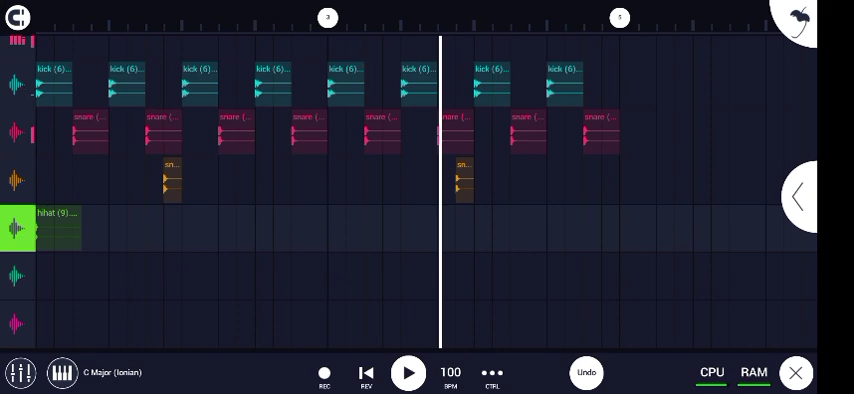 3
5
kick (6)...
kick (6)...
kick (6)...
kick (6)...
kick (6)...
kick (6)...
kick (6)...
kick (6)...
snare (...
snare (...
snare (...
snare (...
snare (...
snare (...
snare (...
snare (...
sn...
sn...
hihat (9)....
C Major (Ionian)
REC
REV
100
BPM
CTRL
Undo
CPU
RAM